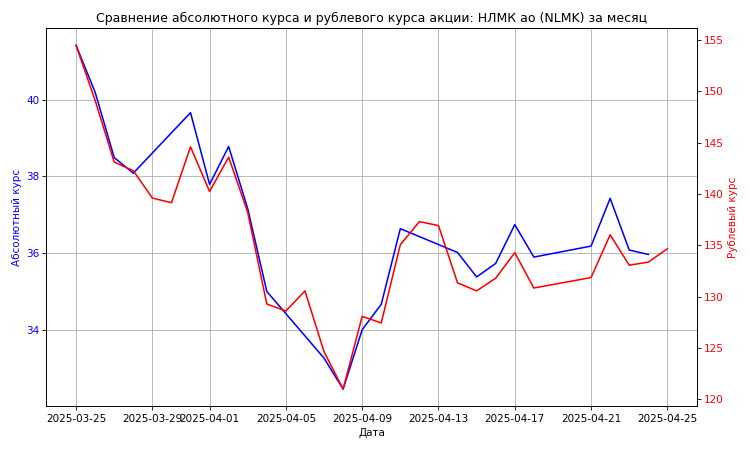 Сравнение абсолютного курса и рублевого курса акции: НЛМК ао (NLMK) за месяц
155
150
145
140
135
130
125
120
40
38
36
34
Абсолютный курс
Рублевый курс
2025-03-25 2025-03-29 2025-04-01 2025-04-05 2025-04-09 2025-04-13 2025-04-17 2025-04-21 2025-04-25
Дата